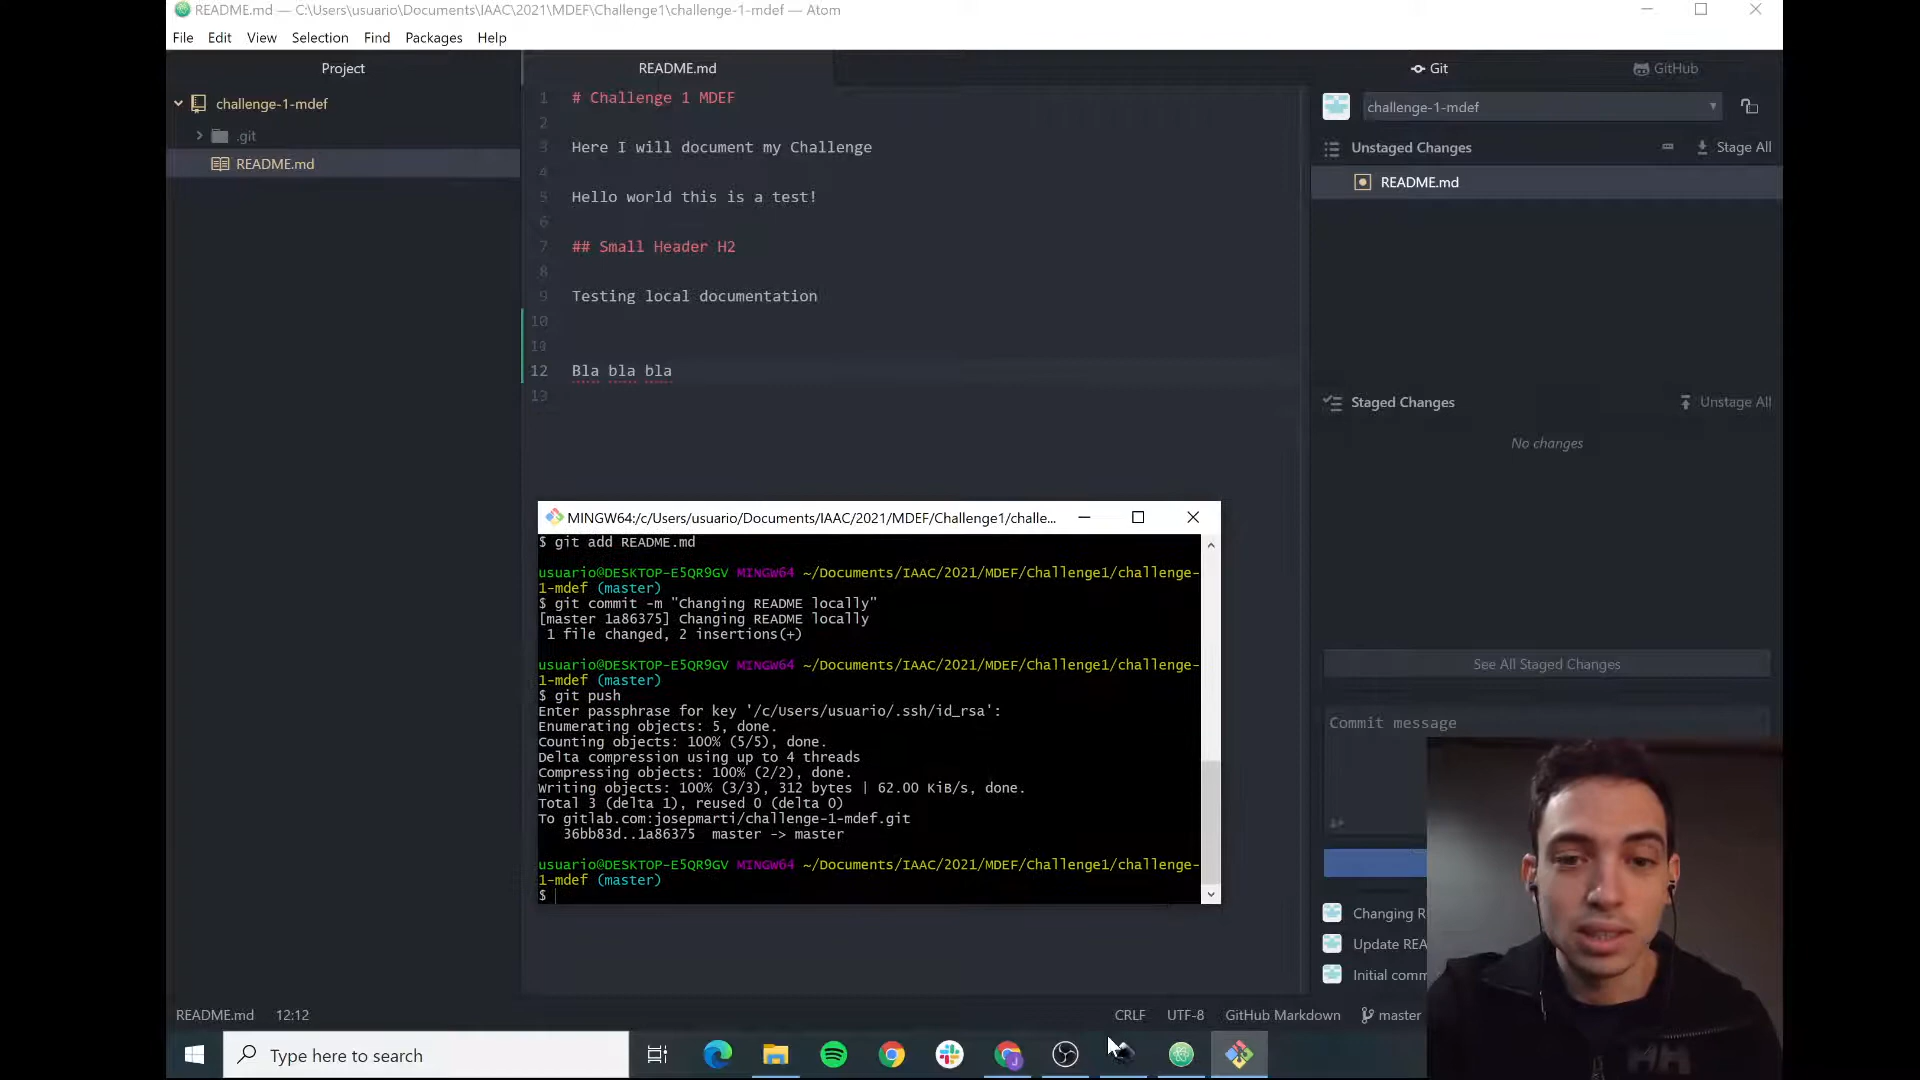 README.md — C:\Users\usuario\Documents\IAAC\2021\MDEF\Challenge1\challenge-1-mdef — Atom
File Edit View Selection Find Packages Help
Project
challenge-1-mdef
.git
README.md
README.md
1 # Challenge 1 MDEF
2
3 Here I will document my Challenge
4
5 Hello world this is a test!
6
7 ## Small Header H2
8
9 Testing local documentation
10
11
12 Bla bla bla
13
Git GitHub
challenge-1-mdef
Unstaged Changes Stage All
README.md
Staged Changes Unstage All
No changes
See All Staged Changes
Commit message
Changing R
Update REA
Initial comm
MINGW64:/c/Users/usuario/Documents/IAAC/2021/MDEF/Challenge1/challe...
$ git add README.md
usuario@DESKTOP-E5QR9GV MINGW64 ~/Documents/IAAC/2021/MDEF/Challenge1/challenge-
1-mdef (master)
$ git commit -m "Changing README locally"
[master 1a86375] Changing README locally
1 file changed, 2 insertions(+)
usuario@DESKTOP-E5QR9GV MINGW64 ~/Documents/IAAC/2021/MDEF/Challenge1/challenge-
1-mdef (master)
$ git push
Enter passphrase for key '/c/Users/usuario/.ssh/id_rsa':
Enumerating objects: 5, done.
Counting objects: 100% (5/5), done.
Delta compression using up to 4 threads
Compressing objects: 100% (2/2), done.
Writing objects: 100% (3/3), 312 bytes | 62.00 KiB/s, done.
Total 3 (delta 1), reused 0 (delta 0)
To gitlab.com:josepmarti/challenge-1-mdef.git
36bb83d..1a86375 master -> master
usuario@DESKTOP-E5QR9GV MINGW64 ~/Documents/IAAC/2021/MDEF/Challenge1/challenge-
1-mdef (master)
$
README.md 12:12
CRLF UTF-8 GitHub Markdown master
Type here to search
HH